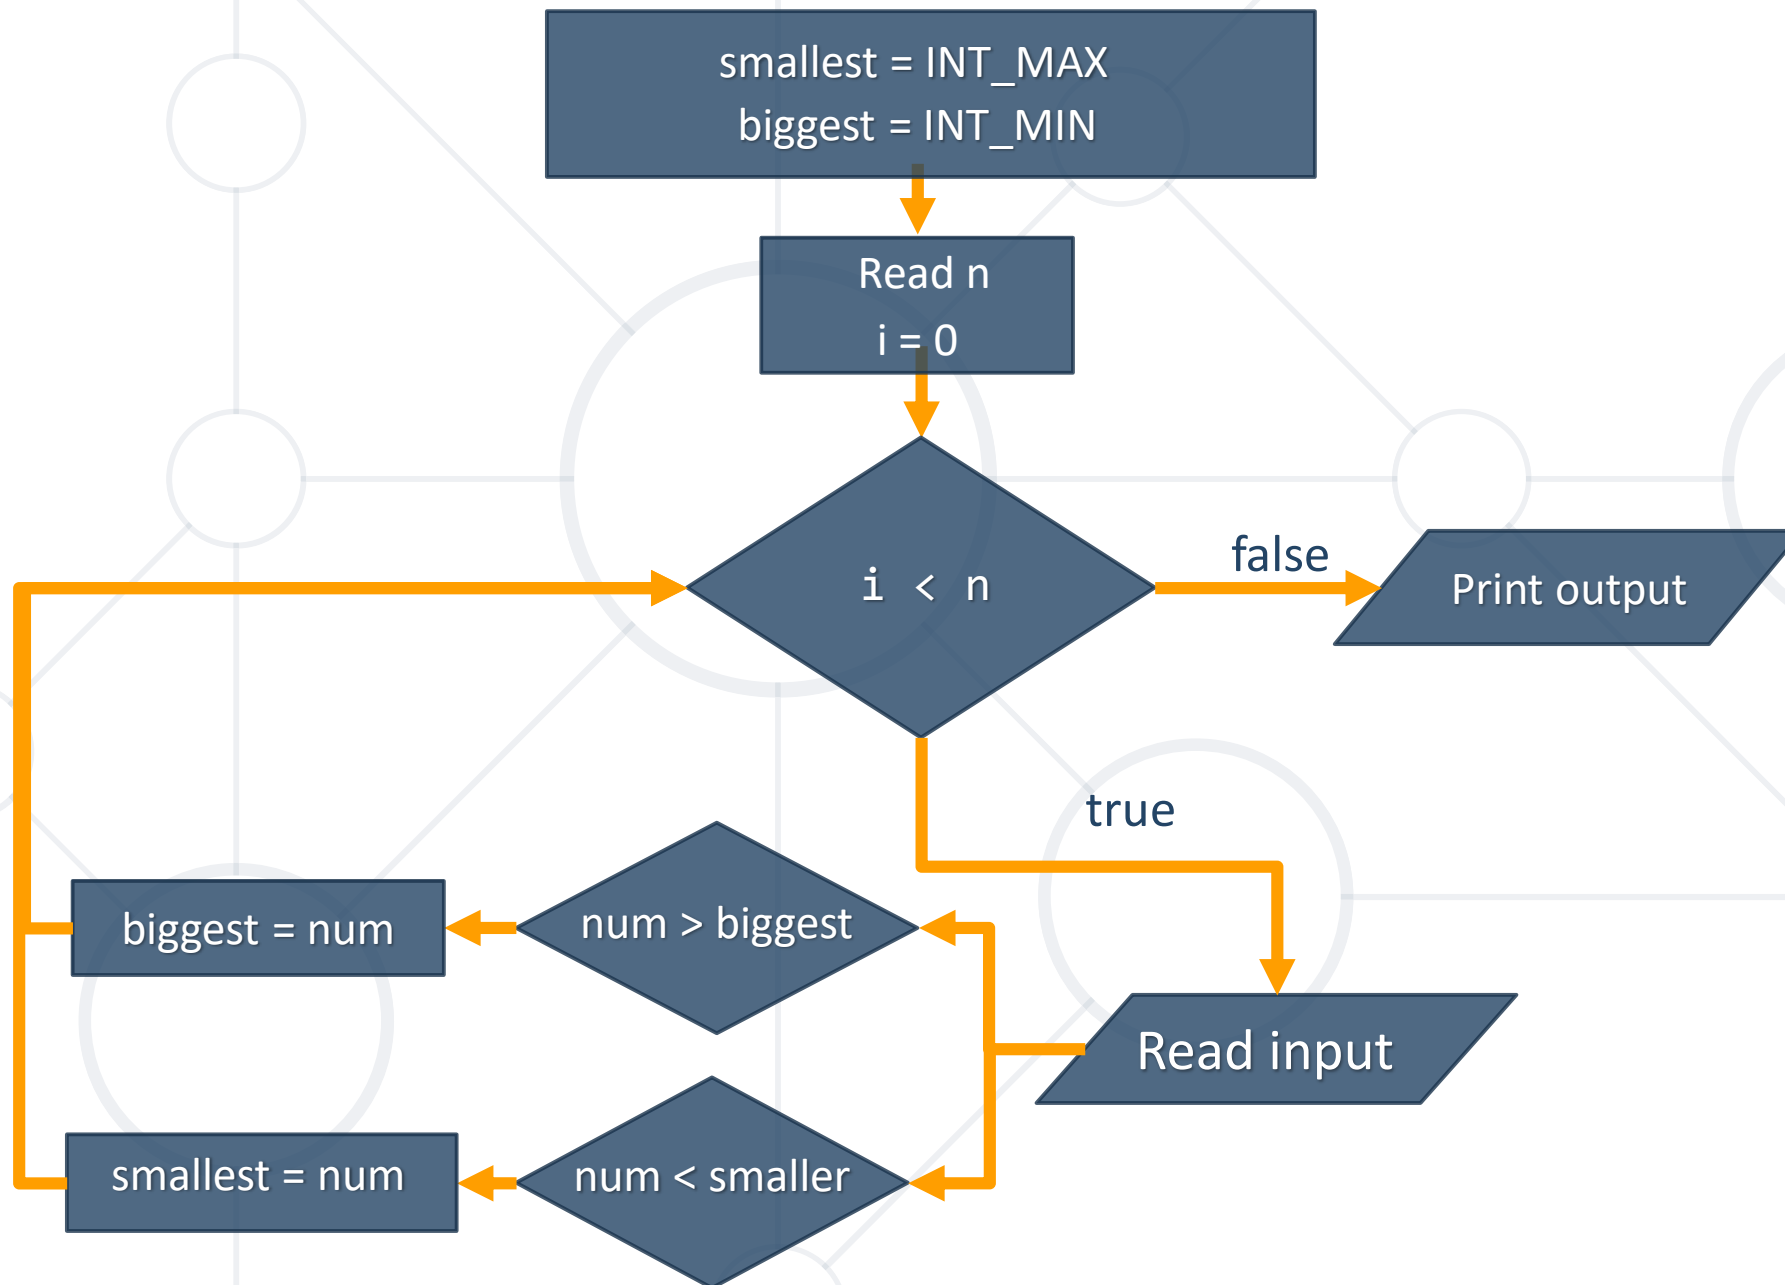 smallest = INT_MAX
biggest = INT_MIN
Read n
i = 0
i < n
false
Print output
true
num > biggest
biggest = num
Read input
num < smaller
smallest = num